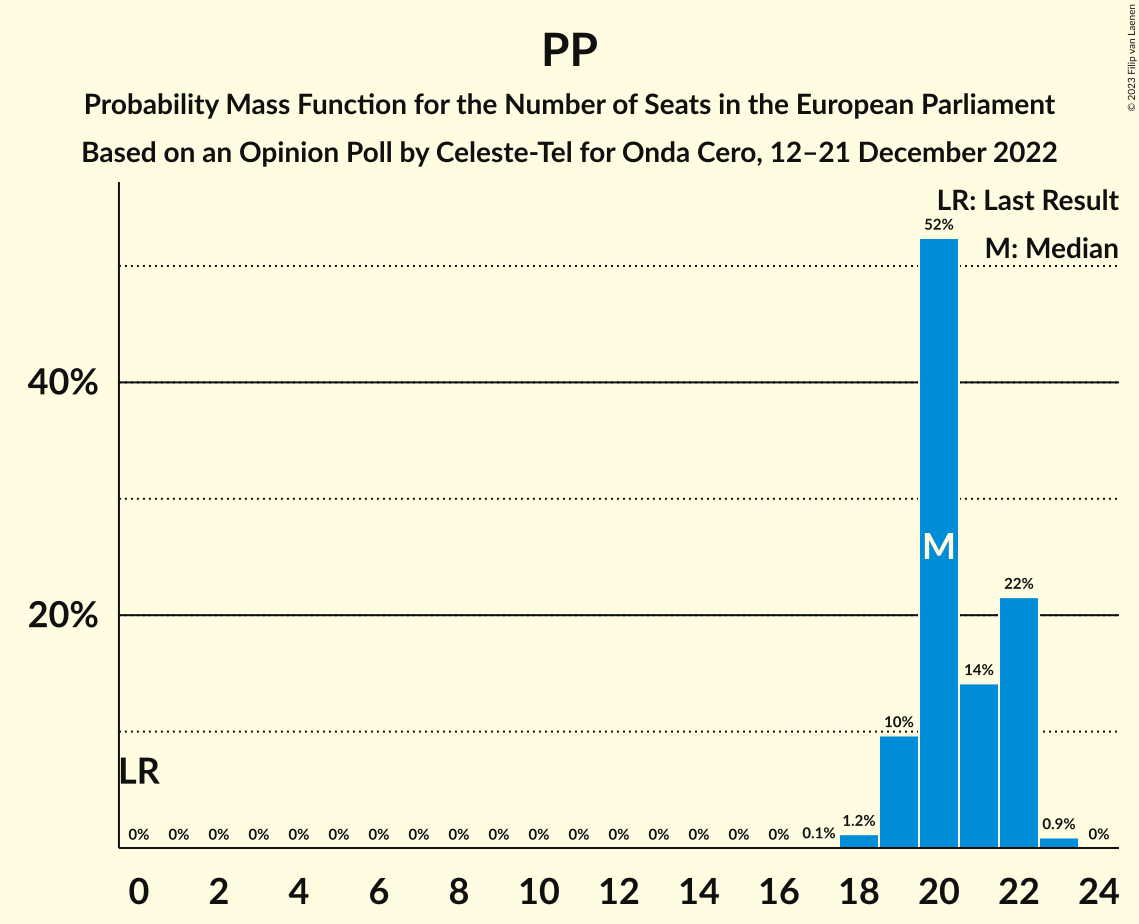 PP
Probability Mass Function for the Number of Seats in the European Parliament
Based on an Opinion Poll by Celeste-Tel for Onda Cero, 12–21 December 2022
© 2023 Filip van Laenen
LR: Last Result
M: Median
52%
40%
M
22%
20%
14%
10%
LR
0% 0% 0% 0% 0% 0% 0% 0% 0% 0% 0% 0% 0% 0% 0% 0% 0% 0.1% 1.2% 0.9% 0%
0 2 4 6 8 10 12 14 16 18 20 22 24